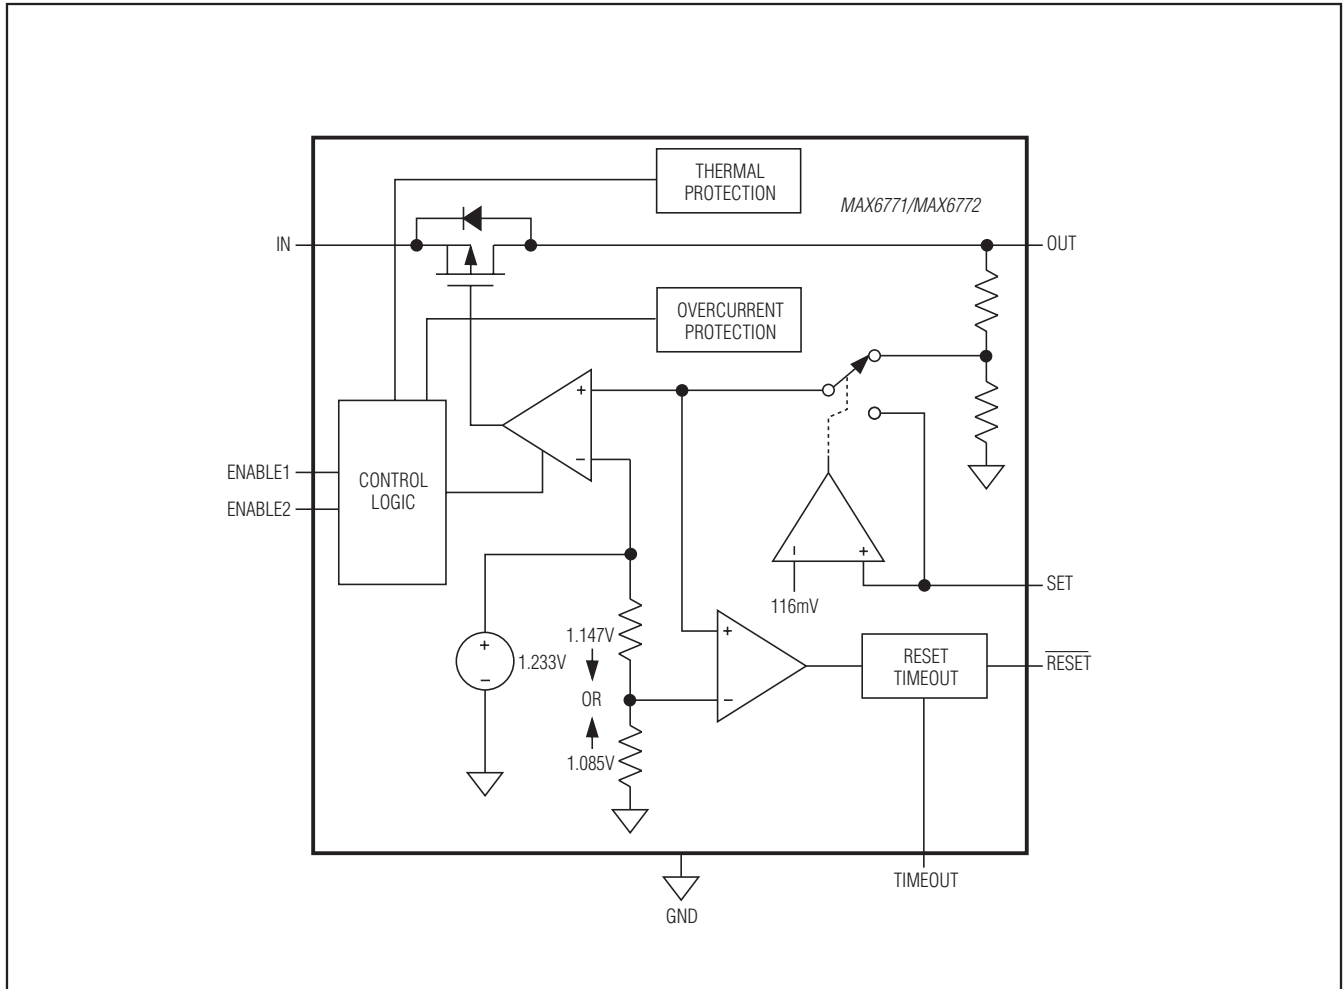 THERMAL
PROTECTION
MAX6771/MAX6772
IN
OUT
OVERCURRENT
PROTECTION
+
−
ENABLE1
ENABLE2
CONTROL
LOGIC
−
+
116mV
SET
1.147V
+
−
1.233V
OR
1.085V
+
−
RESET
TIMEOUT
RESET
TIMEOUT
GND